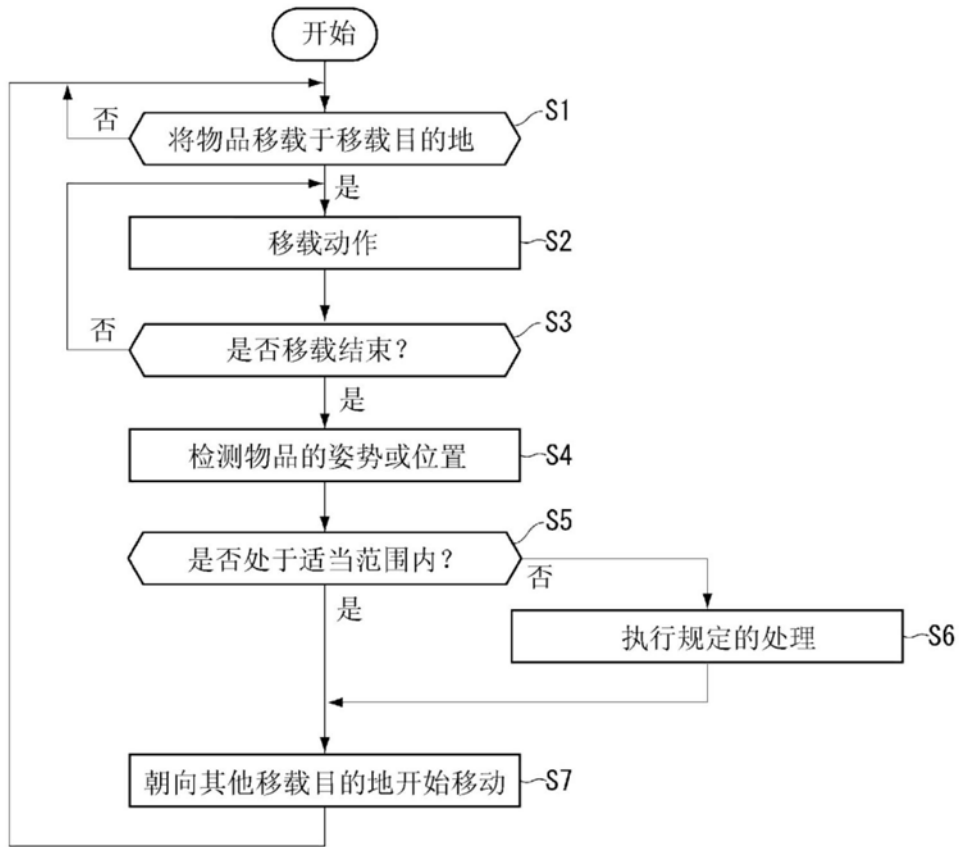 开始
否
将物品移载于移载目的地
S1
是
移载动作
S2
否
是否移载结束？
S3
是
检测物品的姿势或位置
S4
是否处于适当范围内？
S5
否
是
执行规定的处理
S6
朝向其他移载目的地开始移动
S7